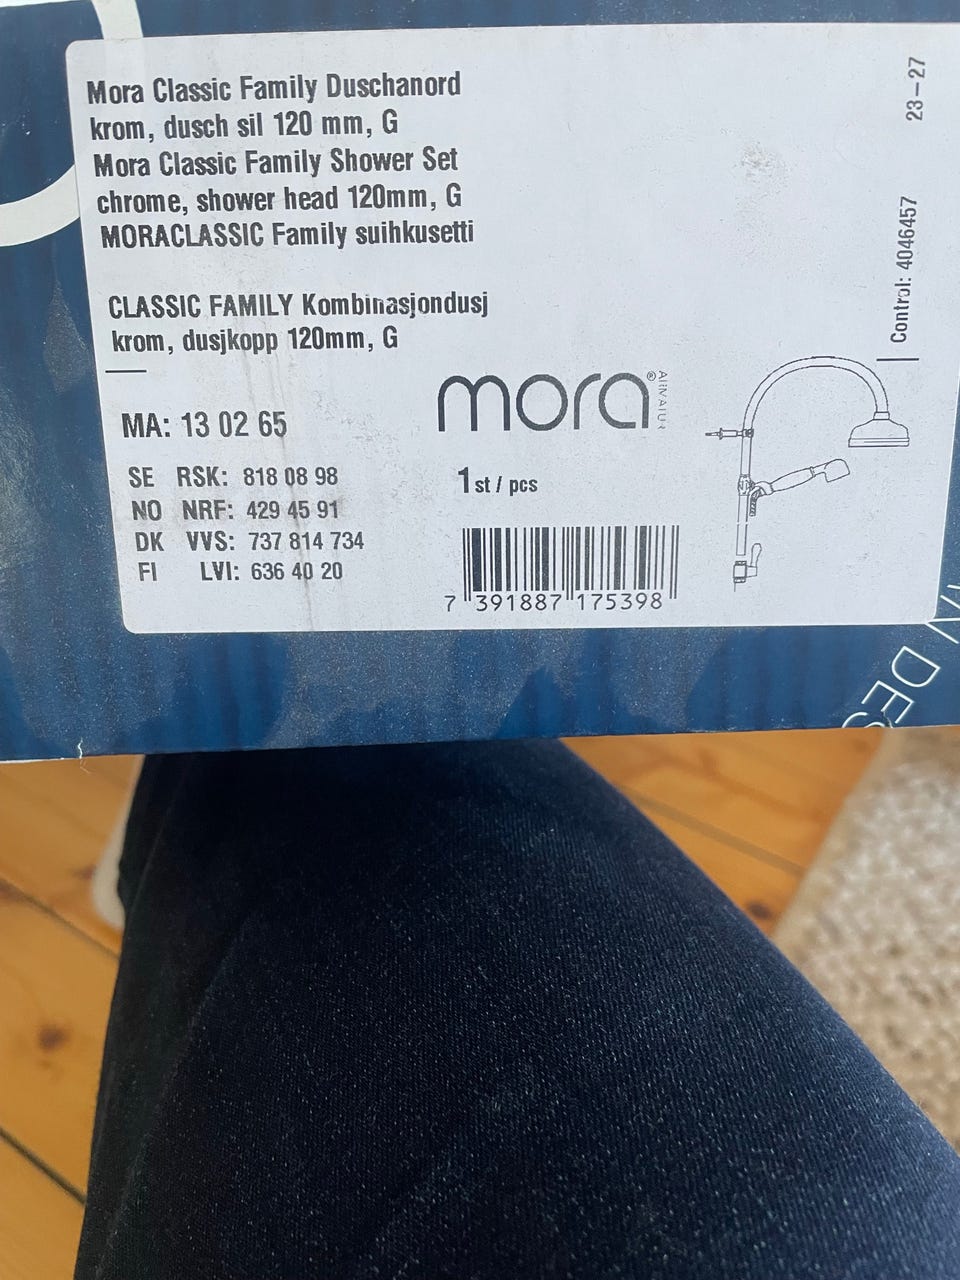 Mora Classic Family Duschanord
krom, dusch sil 120 mm, G
Mora Classic Family Shower Set
chrome, shower head 120mm, G
MORACLASSIC Family suihkusetti
CLASSIC FAMILY Kombinasjondusj
krom, dusjkopp 120mm, G
MA: 13 02 65
SE RSK: 818 08 98
NO NRF: 429 45 91
DK VVS: 737 814 734
FI LVI: 636 40 20
mora®
1 st / pcs
7 391887 175398
Control: 4046457
23–27